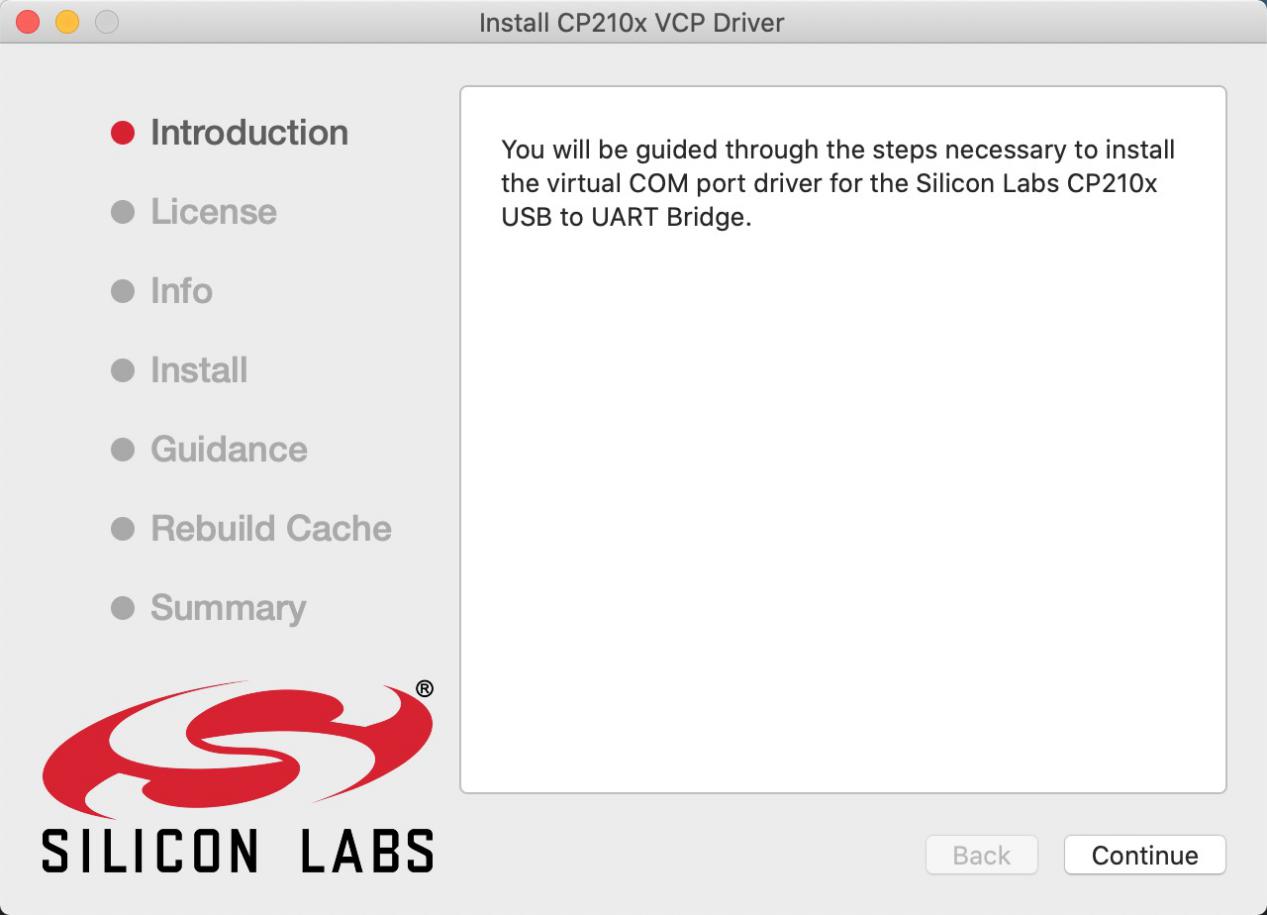 Install CP210x VCP Driver
Introduction
License
Info
Install
Guidance
Rebuild Cache
Summary
You will be guided through the steps necessary to install
the virtual COM port driver for the Silicon Labs CP210x
USB to UART Bridge.
®
SILICON LABS
Back
Continue